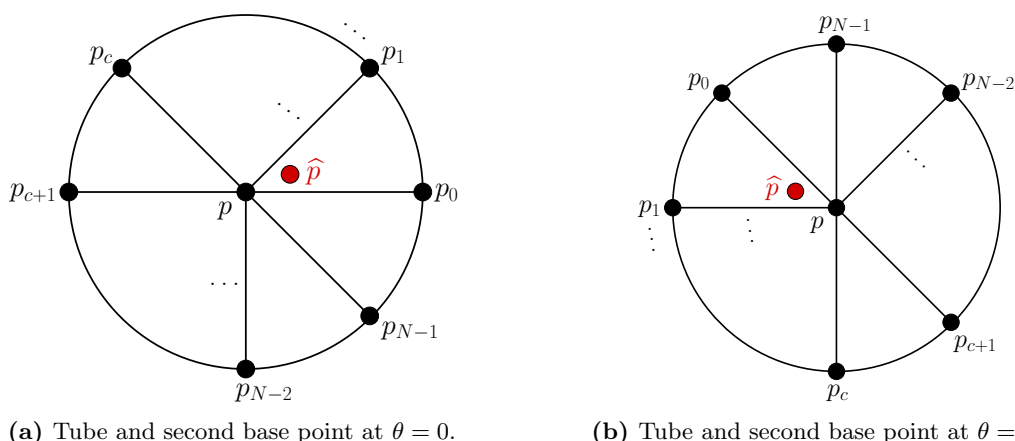 p_c
p_1
p̂
p_{c+1}
p
p_0
p_{N−1}
p_{N−2}
(a) Tube and second base point at θ = 0.
p_{N−1}
p_0
p_{N−2}
p̂
p_1
p
p_{c+1}
p_c
(b) Tube and second base point at θ =